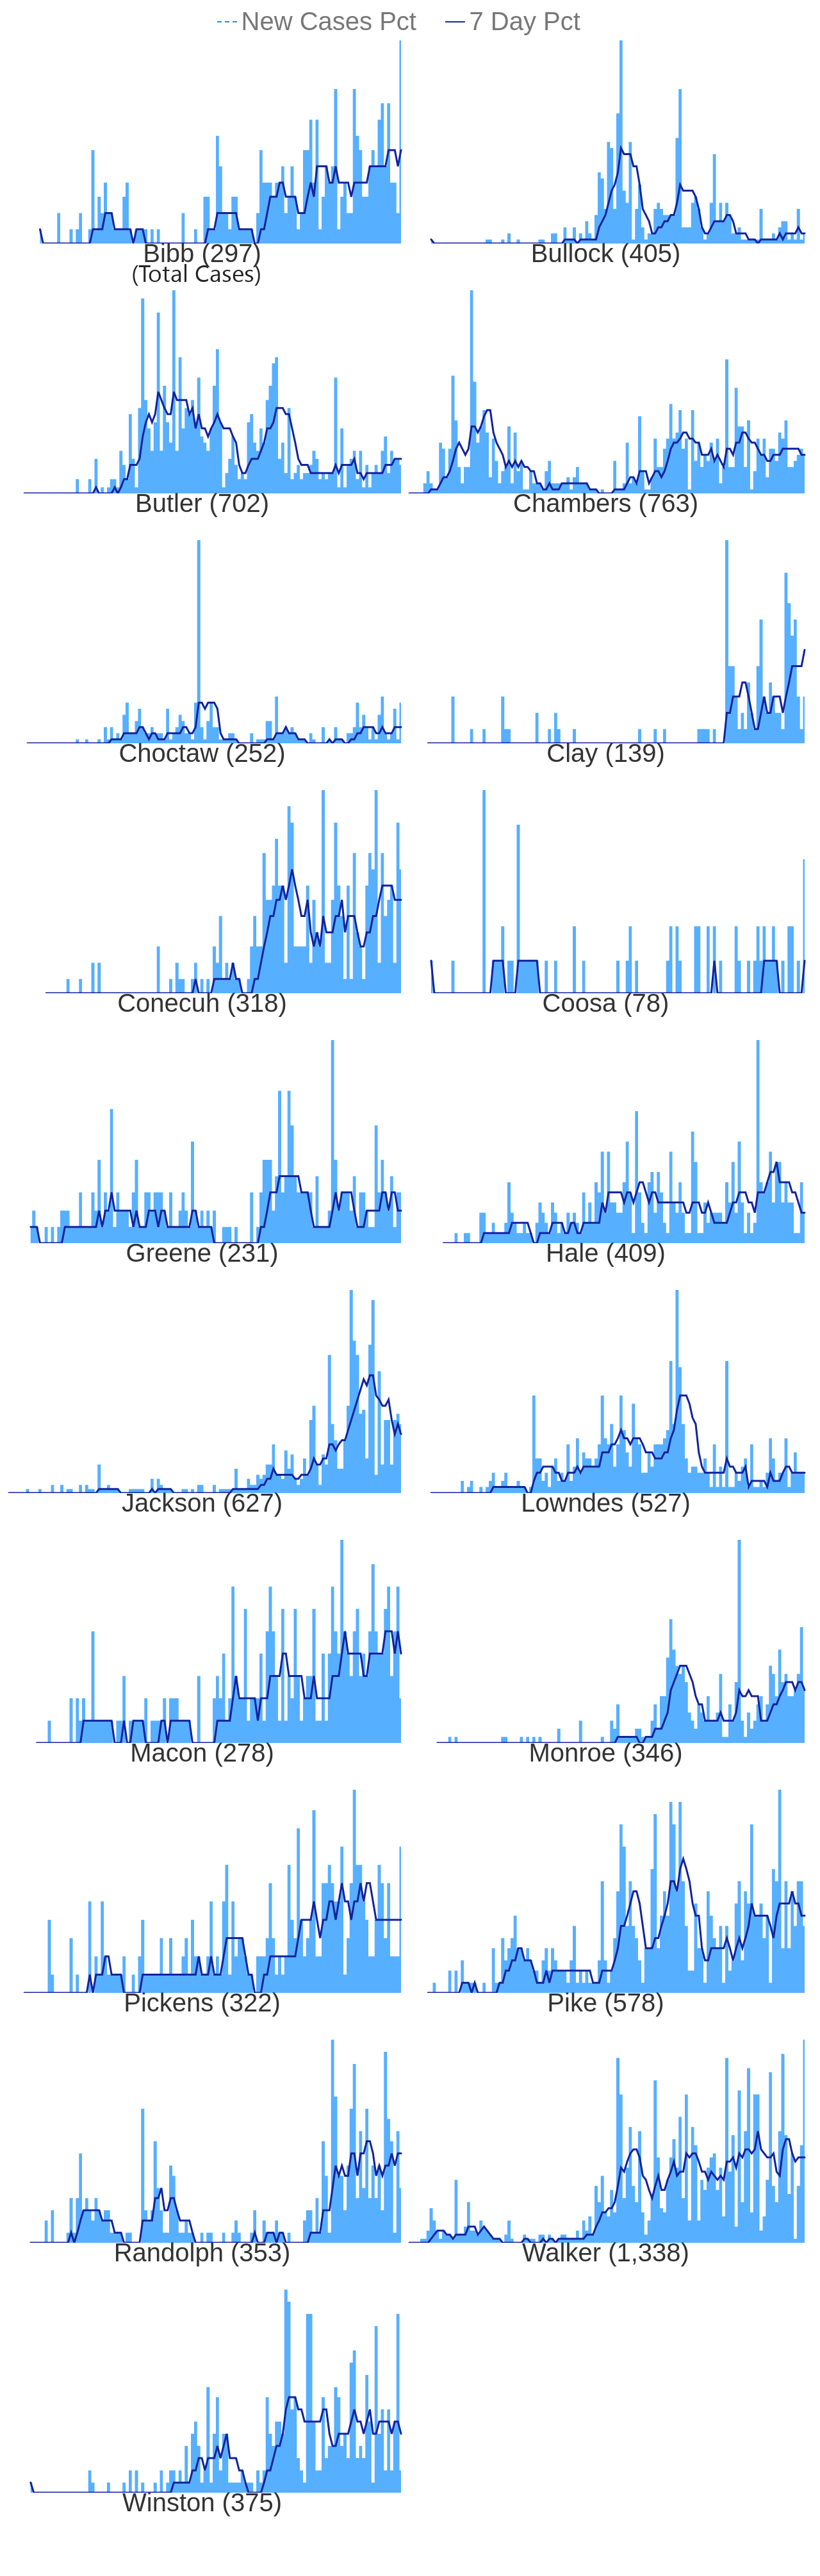 New Cases Pct 7 Day Pct
Bibb (297) Bullock (405)
(Total Cases)
Butler (702) Chambers (763)
Choctaw (252) Clay (139)
Conecuh (318) Coosa (78)
Greene (231) Hale (409)
Jackson (627) Lowndes (527)
Macon (278) Monroe (346)
Pickens (322) Pike (578)
Randolph (353) Walker (1,338)
Winston (375)